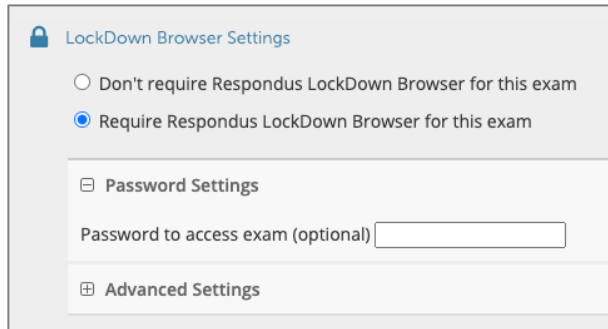 LockDown Browser Settings
Don't require Respondus LockDown Browser for this exam
Require Respondus LockDown Browser for this exam
Password Settings
Password to access exam (optional)
Advanced Settings